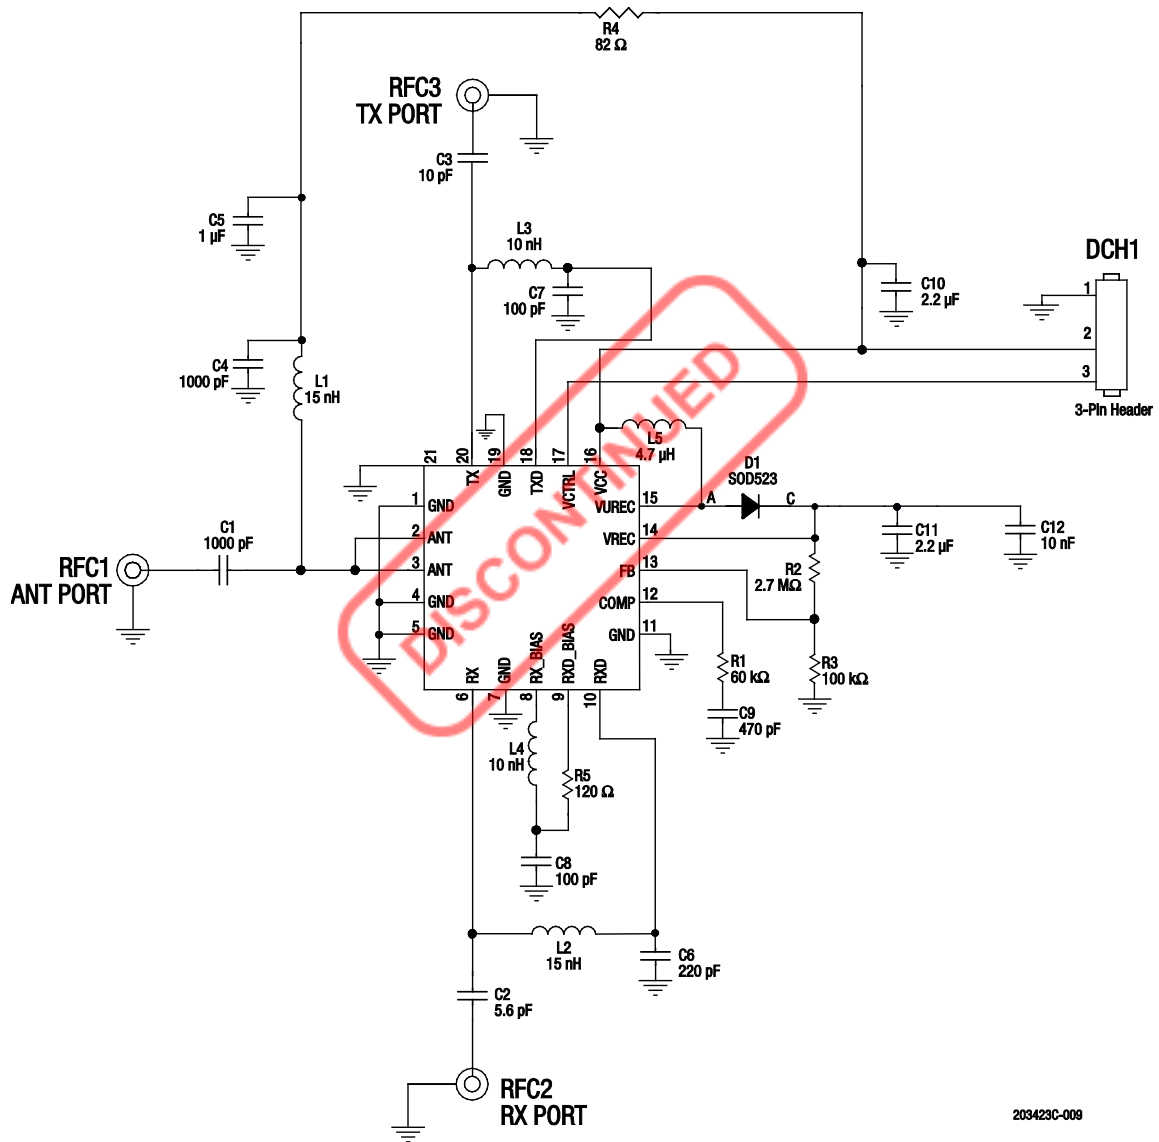 R4
82 Ω
RFC3
TX PORT
C3
10 pF
C5
1 µF
L3
10 nH
C7
100 pF
DCH1
C10
2.2 µF
1
2
3
3-Pin Header
C4
1000 pF
L1
15 nH
L5
4.7 µH
21
20
19
18
17
16
TX
GND
TXD
VCTRL
VCC
D1
SOD523
A
C
1
GND
2
ANT
3
ANT
4
GND
5
GND
VUREC
15
VREC
14
FB
13
COMP
12
GND
11
C1
1000 pF
RFC1
ANT PORT
C11
2.2 µF
C12
10 nF
R2
2.7 MΩ
R3
100 kΩ
R1
60 kΩ
C9
470 pF
RX
GND
RX_BIAS
RXD_BIAS
RXD
6
7
8
9
10
L4
10 nH
R5
120 Ω
C8
100 pF
L2
15 nH
C6
220 pF
C2
5.6 pF
RFC2
RX PORT
DISCONTINUED
203423C-009